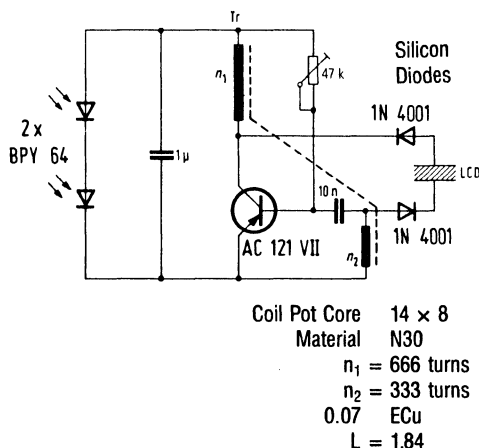 Tr
n1
47 k
Silicon
Diodes
1N 4001
2 x
BPY 64
1µ
LCD
10 n
AC 121 VII
n2
1N 4001
Coil Pot Core 14 × 8
Material N30
n1 = 666 turns
n2 = 333 turns
0.07 ECu
L = 1.84